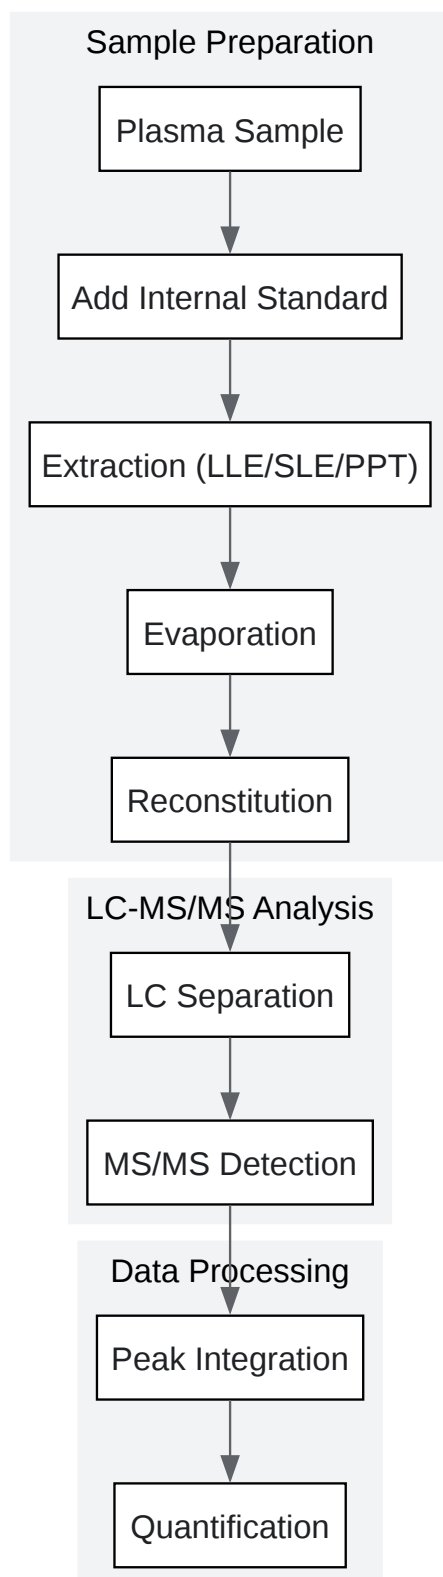 Sample Preparation
Plasma Sample
Add Internal Standard
Extraction (LLE/SLE/PPT)
Evaporation
Reconstitution
LC-MS/MS Analysis
LC Separation
MS/MS Detection
Data Processing
Peak Integration
Quantification